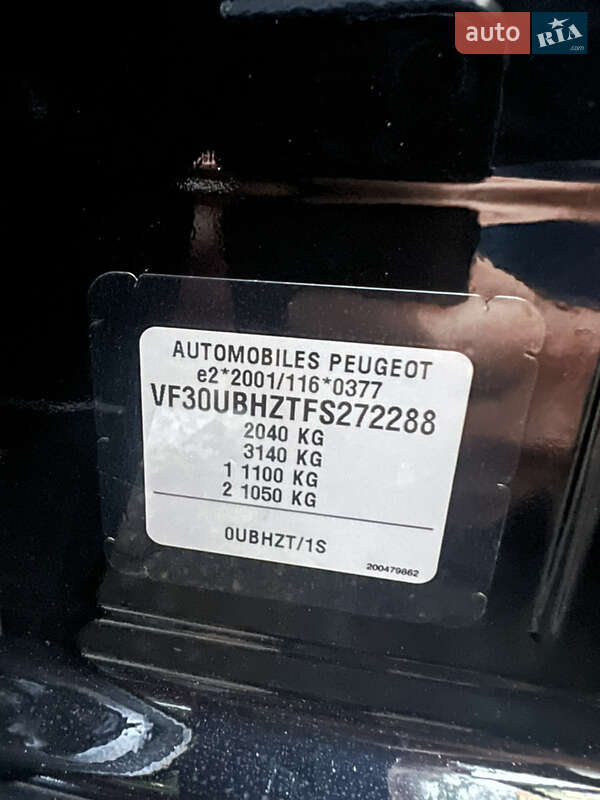 auto RIA
.com
AUTOMOBILES PEUGEOT
e2*2001/116*0377
VF30UBHZTFS272288
2040 KG
3140 KG
1 1100 KG
2 1050 KG
0UBHZT/1S
200479862